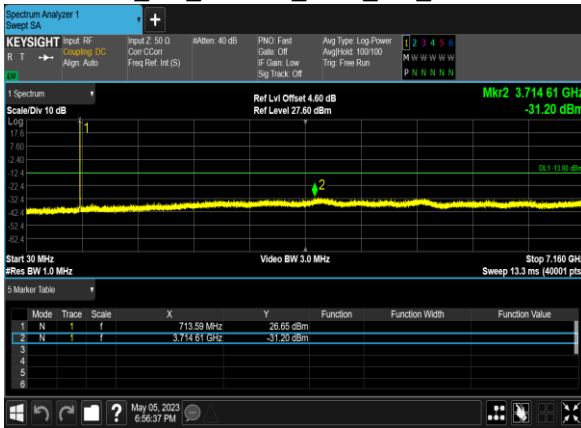 Spectrum Analyzer 1
Swept SA
+
KEYSIGHT
R T
Input: RF
Coupling: DC
Align: Auto
Input Z: 50 Ω
Corr CCorr
Freq Ref: Int (S)
#Atten: 40 dB
PNO: Fast
Gate: Off
IF Gain: Low
Sig Track: Off
Avg Type: Log-Power
Avg|Hold: 100/100
Trig: Free Run
1 2 3 4 5 6
M W W W W W
P N N N N N
1 Spectrum
Scale/Div 10 dB
Ref Lvl Offset 4.60 dB
Ref Level 27.60 dBm
Mkr2 3.714 61 GHz
-31.20 dBm
Log
17.6
7.60
-2.40
-12.4
-22.4
-32.4
-42.4
-52.4
-62.4
1
2
DL1 -13.00 dBm
Start 30 MHz
#Res BW 1.0 MHz
Video BW 3.0 MHz
Stop 7.160 GHz
Sweep 13.3 ms (40001 pts)
5 Marker Table
Mode Trace Scale X Y Function Function Width Function Value
1 N 1 f 713.59 MHz 26.65 dBm
2 N 1 f 3.714 61 GHz -31.20 dBm
3
4
5
6
?
May 05, 2023
6:56:37 PM